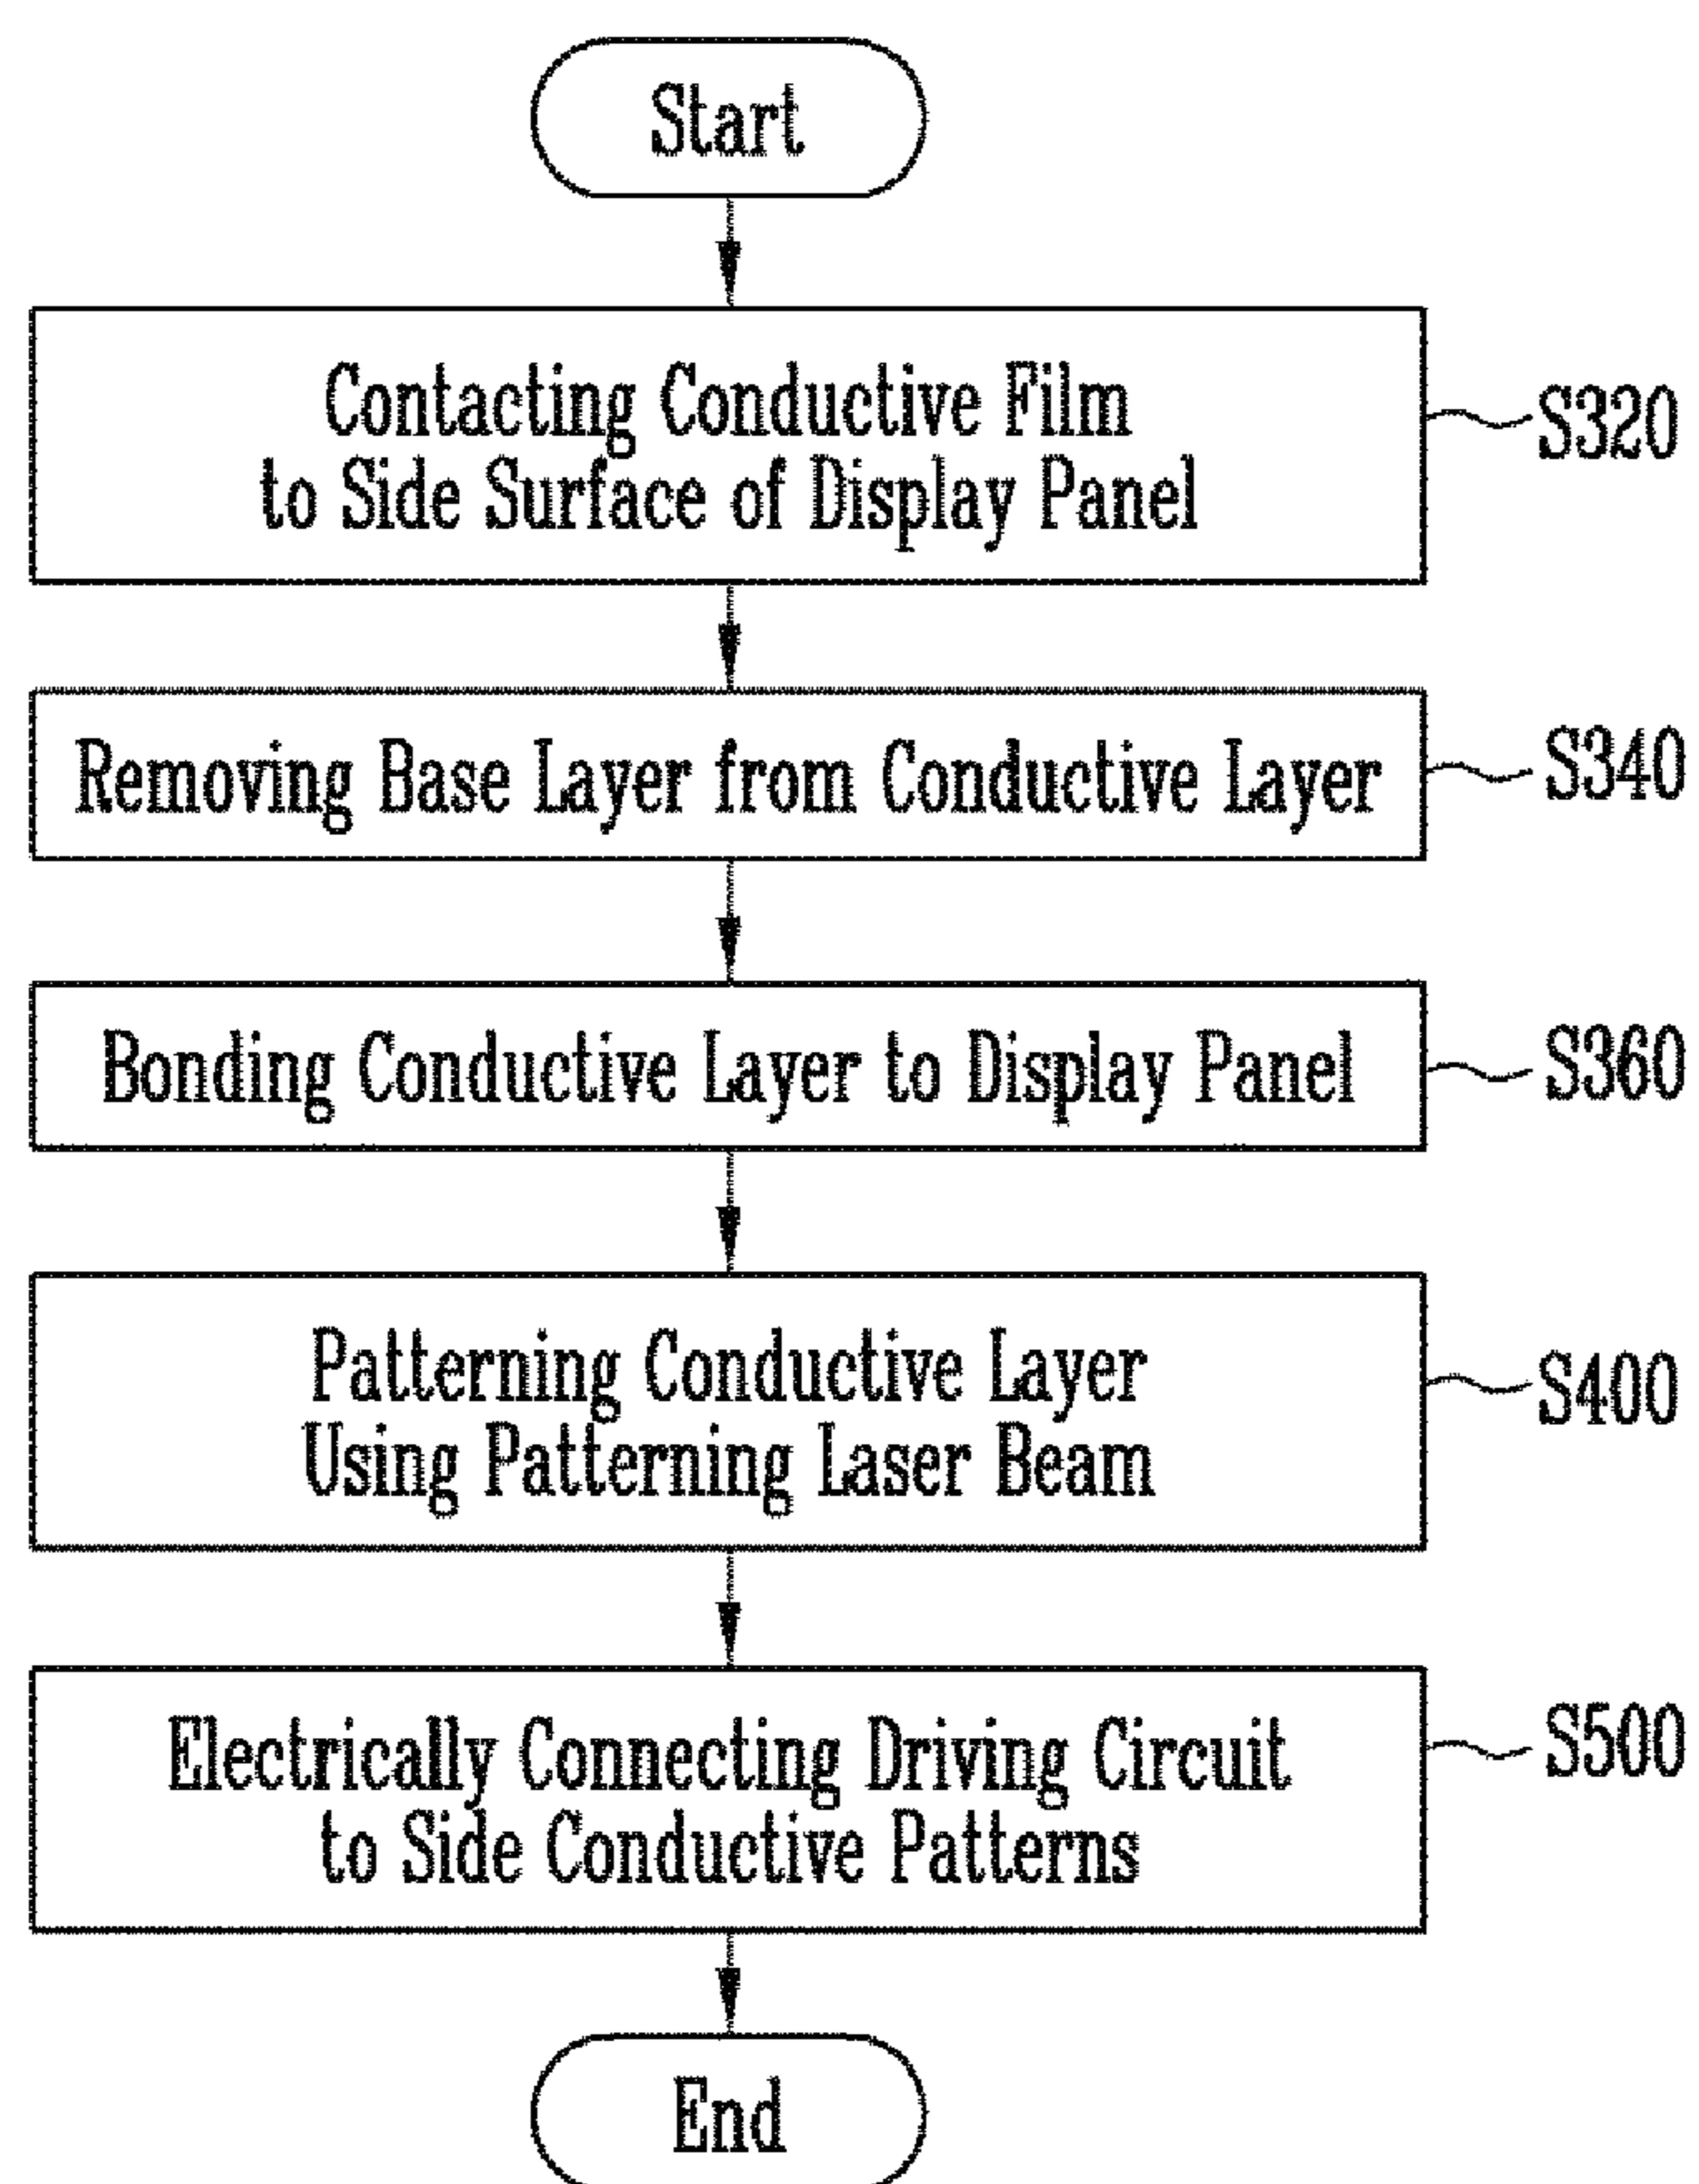 Start
Contacting Conductive Film
to Side Surface of Display Panel
S320
Removing Base Layer from Conductive Layer
S340
Bonding Conductive Layer to Display Panel
S360
Patterning Conductive Layer
Using Patterning Laser Beam
S400
Electrically Connecting Driving Circuit
to Side Conductive Patterns
S500
End